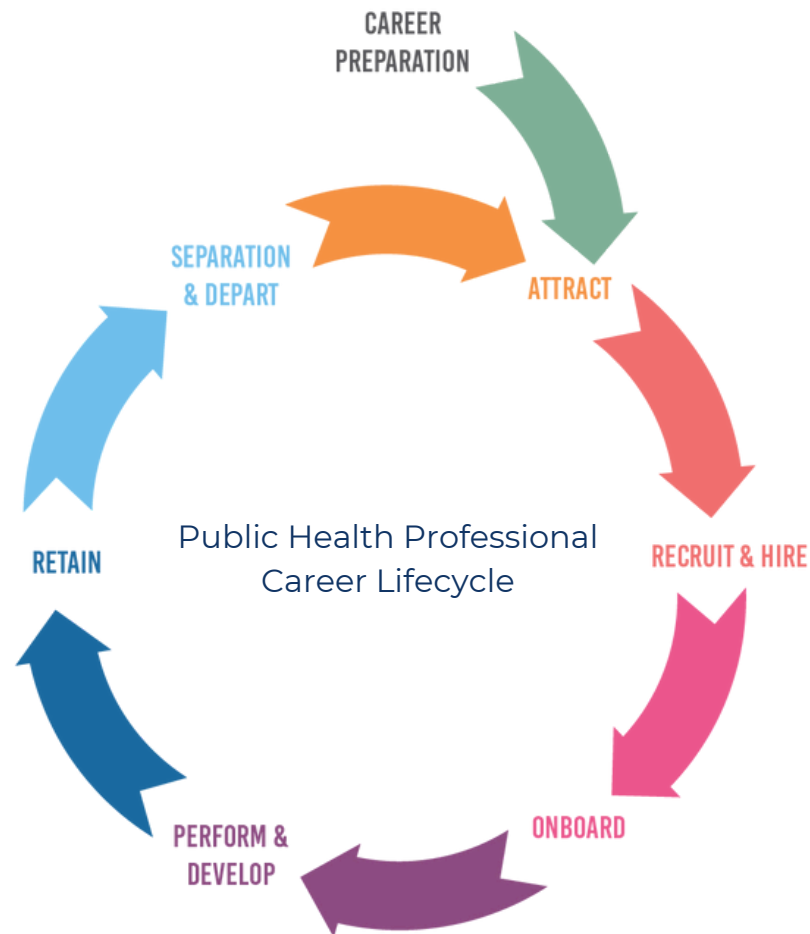 CAREER
PREPARATION
SEPARATION
& DEPART
ATTRACT
Public Health Professional
Career Lifecycle
RETAIN
RECRUIT & HIRE
PERFORM &
DEVELOP
ONBOARD